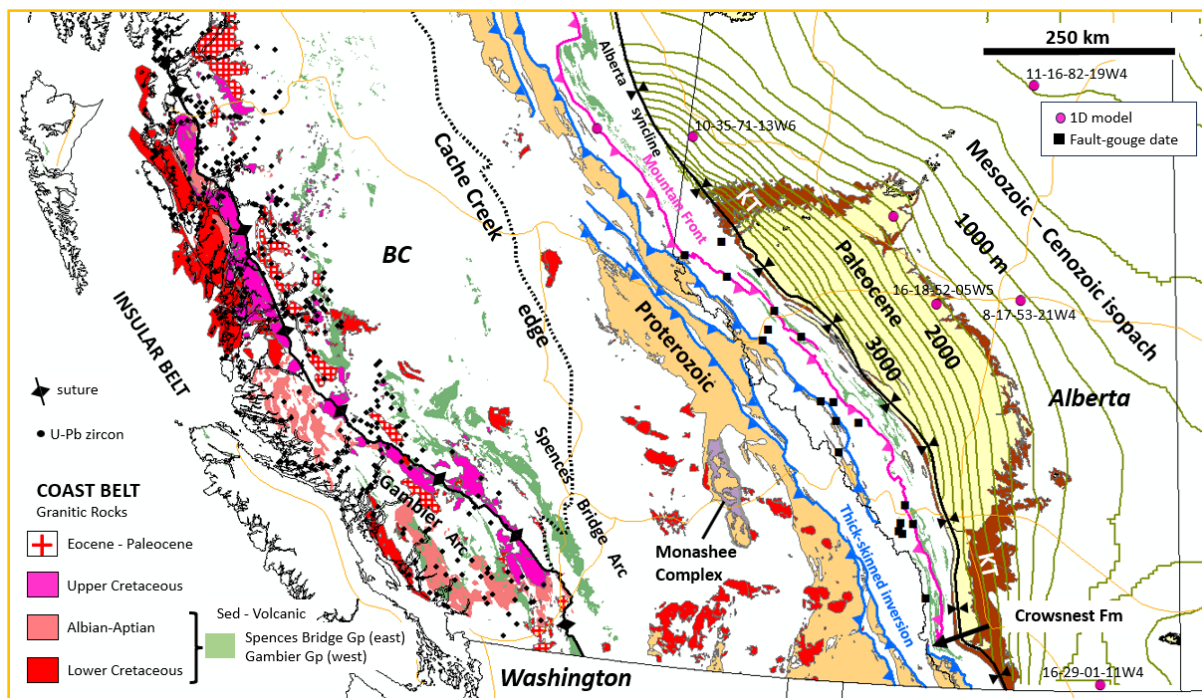 250 km
11-16-82-19W4
1D model
Fault-gouge date
10-35-71-13W6
Alberta
syncline
Mountain Front
Cache Creek
edge
BC
KT
Paleocene
Mesozoic – Cenozoic isopach
1000 m
2000
3000
16-18-52-05W5
8-17-53-21W4
Alberta
Proterozoic
INSULAR BELT
suture
U-Pb zircon
Spences Bridge Arc
Gambier
Arc
Monashee
Complex
Thick-skinned inversion
KT
Crowsnest Fm
16-29-01-11W4
Washington
COAST BELT
Granitic Rocks
Eocene - Paleocene
Upper Cretaceous
Albian-Aptian
Lower Cretaceous
Sed - Volcanic
Spences Bridge Gp (east)
Gambier Gp (west)